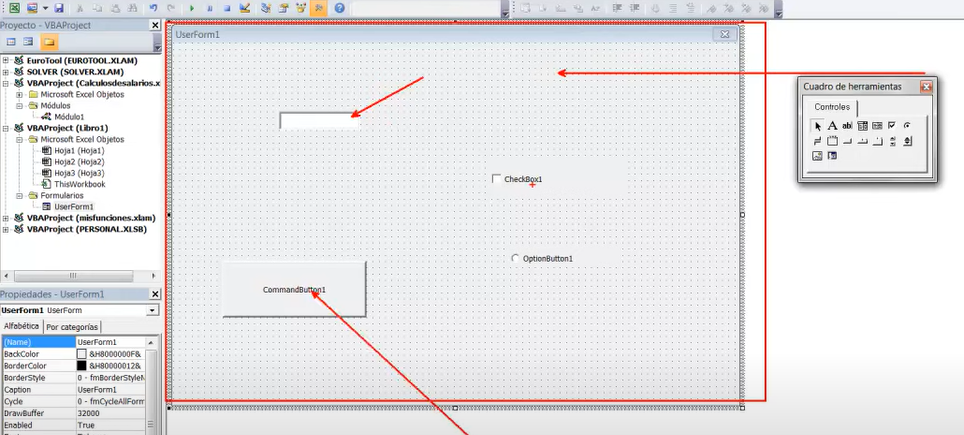 Proyecto - VBAProject
EuroTool (EUROTOOL.XLAM)
SOLVER (SOLVER.XLAM)
VBAProject (Calculosdesalarios.x
Microsoft Excel Objetos
Módulos
Módulo1
VBAProject (Libro1)
Microsoft Excel Objetos
Hoja1 (Hoja1)
Hoja2 (Hoja2)
Hoja3 (Hoja3)
ThisWorkbook
Formularios
UserForm1
VBAProject (misfunciones.xlam)
VBAProject (PERSONAL.XLSB)
Propiedades - UserForm1
UserForm1 UserForm
Alfabética Por categorías
(Name) UserForm1
BackColor &H8000000F&
BorderColor &H80000012&
BorderStyle 0 - fmBorderStyleN
Caption UserForm1
Cycle 0 - fmCycleAllForm
DrawBuffer 32000
Enabled True
UserForm1
CheckBox1
OptionButton1
CommandButton1
Cuadro de herramientas
Controles
A ab|